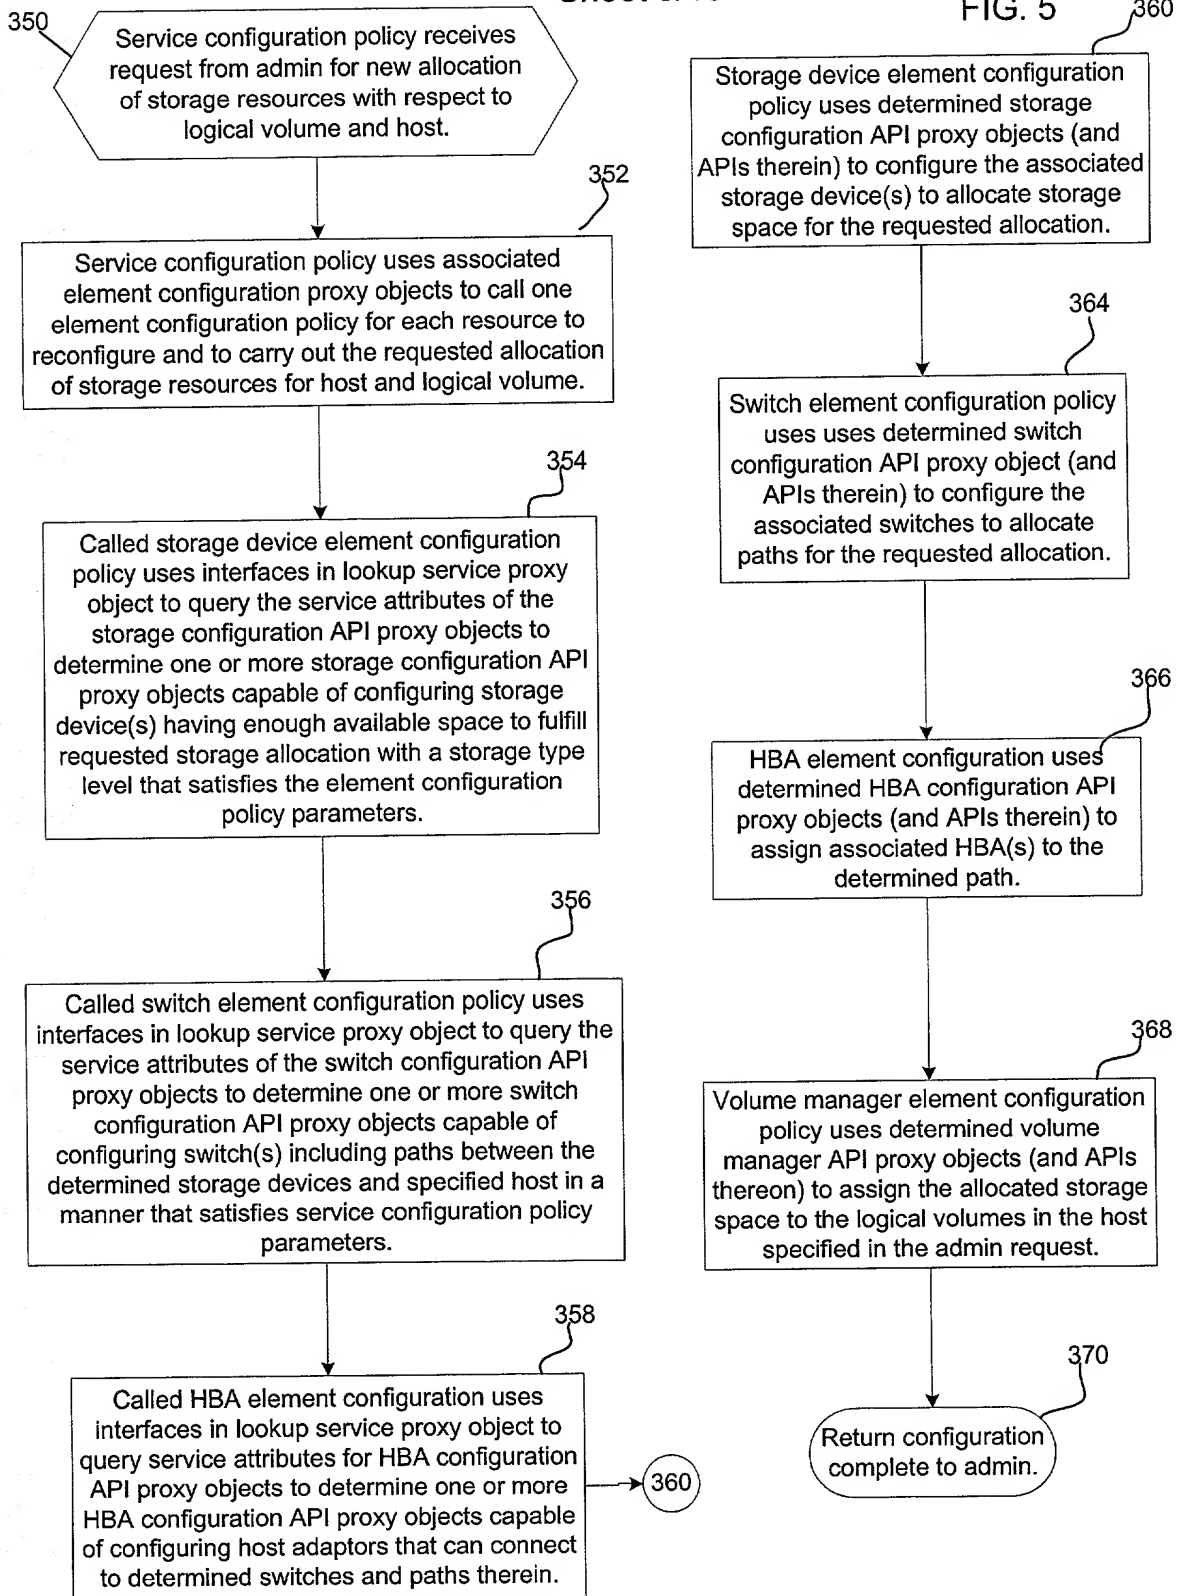 FIG. 5
350
Service configuration policy receives
request from admin for new allocation
of storage resources with respect to
logical volume and host.
352
Service configuration policy uses associated
element configuration proxy objects to call one
element configuration policy for each resource to
reconfigure and to carry out the requested allocation
of storage resources for host and logical volume.
354
Called storage device element configuration
policy uses interfaces in lookup service proxy
object to query the service attributes of the
storage configuration API proxy objects to
determine one or more storage configuration API
proxy objects capable of configuring storage
device(s) having enough available space to fulfill
requested storage allocation with a storage type
level that satisfies the element configuration
policy parameters.
356
Called switch element configuration policy uses
interfaces in lookup service proxy object to query the
service attributes of the switch configuration API
proxy objects to determine one or more switch
configuration API proxy objects capable of
configuring switch(s) including paths between the
determined storage devices and specified host in a
manner that satisfies service configuration policy
parameters.
358
Called HBA element configuration uses
interfaces in lookup service proxy object to
query service attributes for HBA configuration
API proxy objects to determine one or more
HBA configuration API proxy objects capable
of configuring host adaptors that can connect
to determined switches and paths therein.
360
360
Storage device element configuration
policy uses determined storage
configuration API proxy objects (and
APIs therein) to configure the associated
storage device(s) to allocate storage
space for the requested allocation.
364
Switch element configuration policy
uses uses determined switch
configuration API proxy object (and
APIs therein) to configure the
associated switches to allocate
paths for the requested allocation.
366
HBA element configuration uses
determined HBA configuration API
proxy objects (and APIs therein) to
assign associated HBA(s) to the
determined path.
368
Volume manager element configuration
policy uses determined volume
manager API proxy objects (and APIs
thereon) to assign the allocated storage
space to the logical volumes in the host
specified in the admin request.
370
Return configuration
complete to admin.